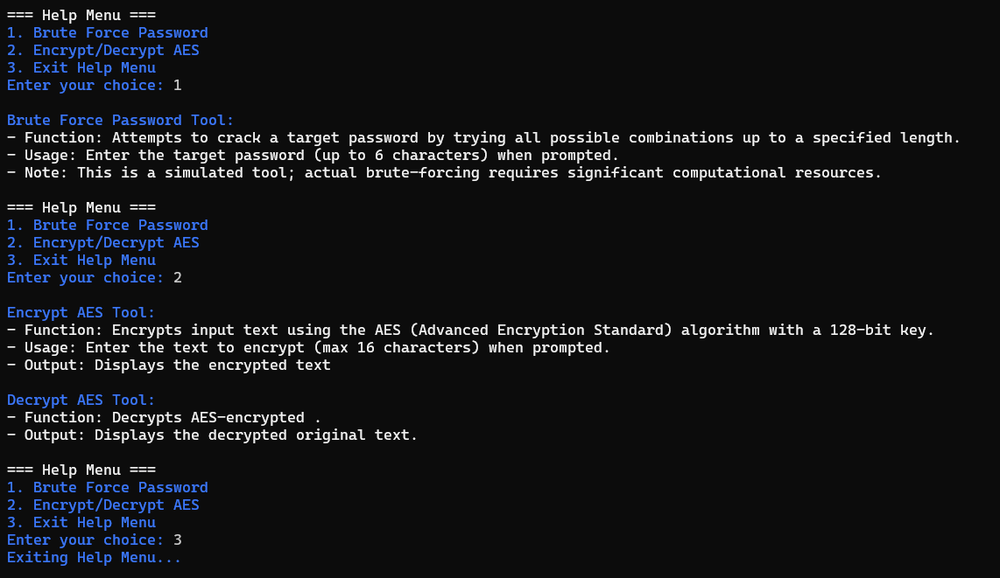 === Help Menu ===
1. Brute Force Password
2. Encrypt/Decrypt AES
3. Exit Help Menu
Enter your choice: 1
Brute Force Password Tool:
- Function: Attempts to crack a target password by trying all possible combinations up to a specified length.
- Usage: Enter the target password (up to 6 characters) when prompted.
- Note: This is a simulated tool; actual brute-forcing requires significant computational resources.
=== Help Menu ===
1. Brute Force Password
2. Encrypt/Decrypt AES
3. Exit Help Menu
Enter your choice: 2
Encrypt AES Tool:
- Function: Encrypts input text using the AES (Advanced Encryption Standard) algorithm with a 128-bit key.
- Usage: Enter the text to encrypt (max 16 characters) when prompted.
- Output: Displays the encrypted text
Decrypt AES Tool:
- Function: Decrypts AES-encrypted .
- Output: Displays the decrypted original text.
=== Help Menu ===
1. Brute Force Password
2. Encrypt/Decrypt AES
3. Exit Help Menu
Enter your choice: 3
Exiting Help Menu...